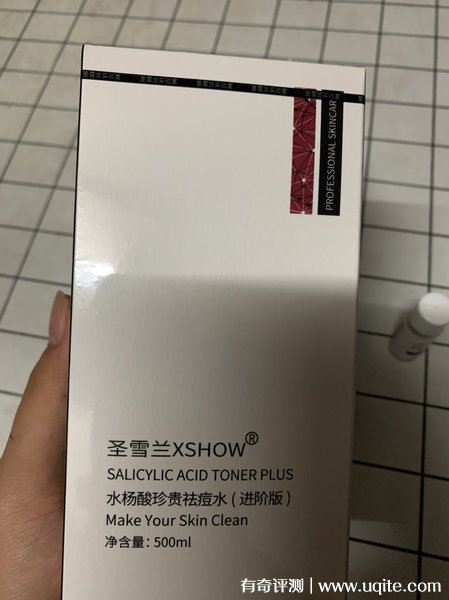 PROFESSIONAL SKINCAR
圣雪兰XSHOW®
SALICYLIC ACID TONER PLUS
水杨酸珍贵祛痘水(进阶版)
Make Your Skin Clean
净含量: 500ml
有奇评测 | www.uqite.com